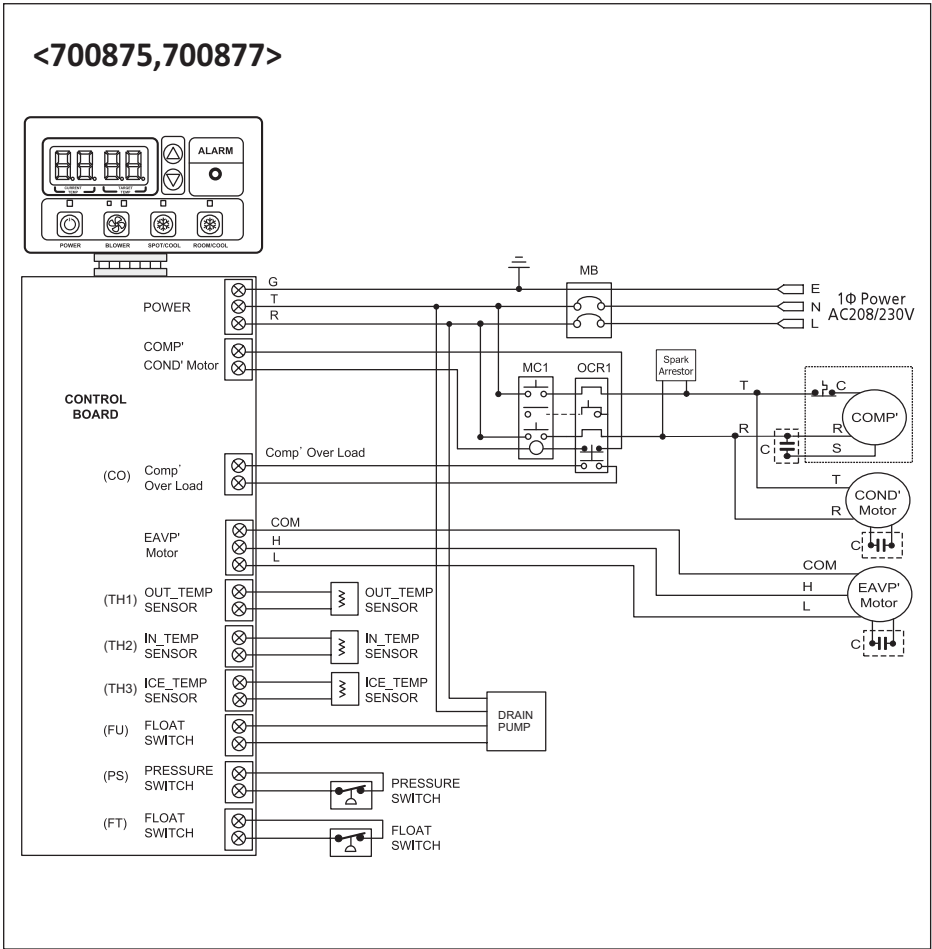 <700875,700877>
ALARM
CURRENT TEMP
TARGET TEMP
POWER
BLOWER
SPOT/COOL
ROOM/COOL
CONTROL
BOARD
POWER
G
T
R
MB
E
N
L
1Φ Power
AC208/230V
COMP'
COND' Motor
MC1
OCR1
Spark
Arrestor
T
R
C
R
S
COMP'
C
(CO)
Comp'
Over Load
Comp' Over Load
T
R
COND'
Motor
C
EAVP'
Motor
COM
H
L
COM
H
L
EAVP'
Motor
C
(TH1)
OUT_TEMP
SENSOR
OUT_TEMP
SENSOR
(TH2)
IN_TEMP
SENSOR
IN_TEMP
SENSOR
(TH3)
ICE_TEMP
SENSOR
ICE_TEMP
SENSOR
(FU)
FLOAT
SWITCH
DRAIN
PUMP
(PS)
PRESSURE
SWITCH
PRESSURE
SWITCH
(FT)
FLOAT
SWITCH
FLOAT
SWITCH